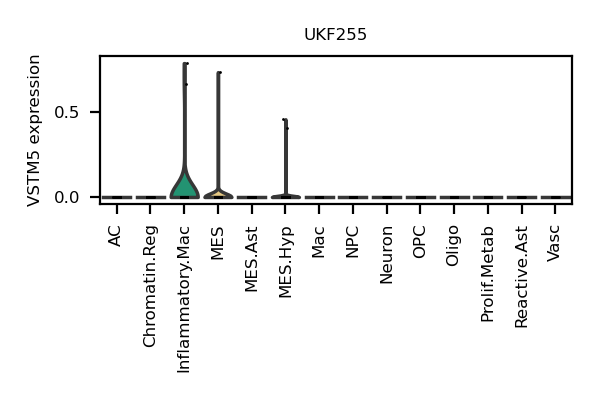 UKF255
VSTM5 expression
0.5
0.0
AC
Chromatin.Reg
Inflammatory.Mac
MES
MES.Ast
MES.Hyp
Mac
NPC
Neuron
OPC
Oligo
Prolif.Metab
Reactive.Ast
Vasc